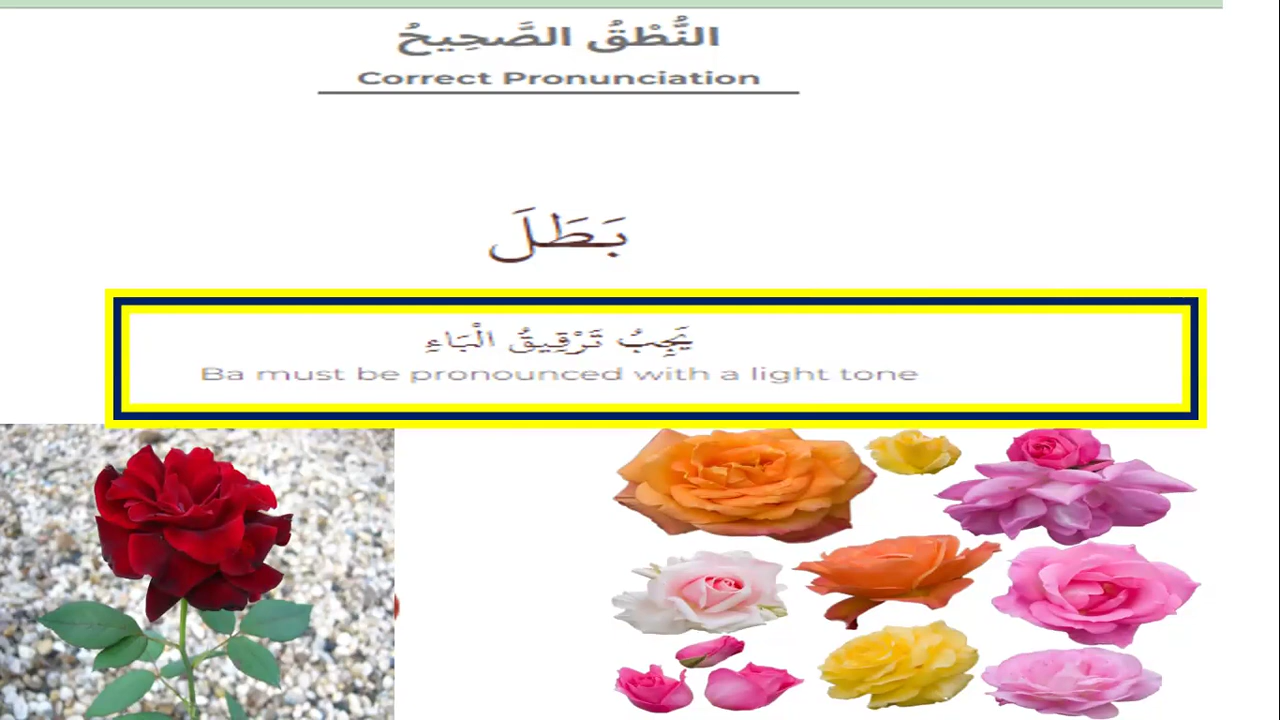 النُّطْقُ الصَّحِيحُ
Correct Pronunciation
بَطَلَ
يَجِبُ تَرْقِيقُ الْبَاءِ
Ba must be pronounced with a light tone